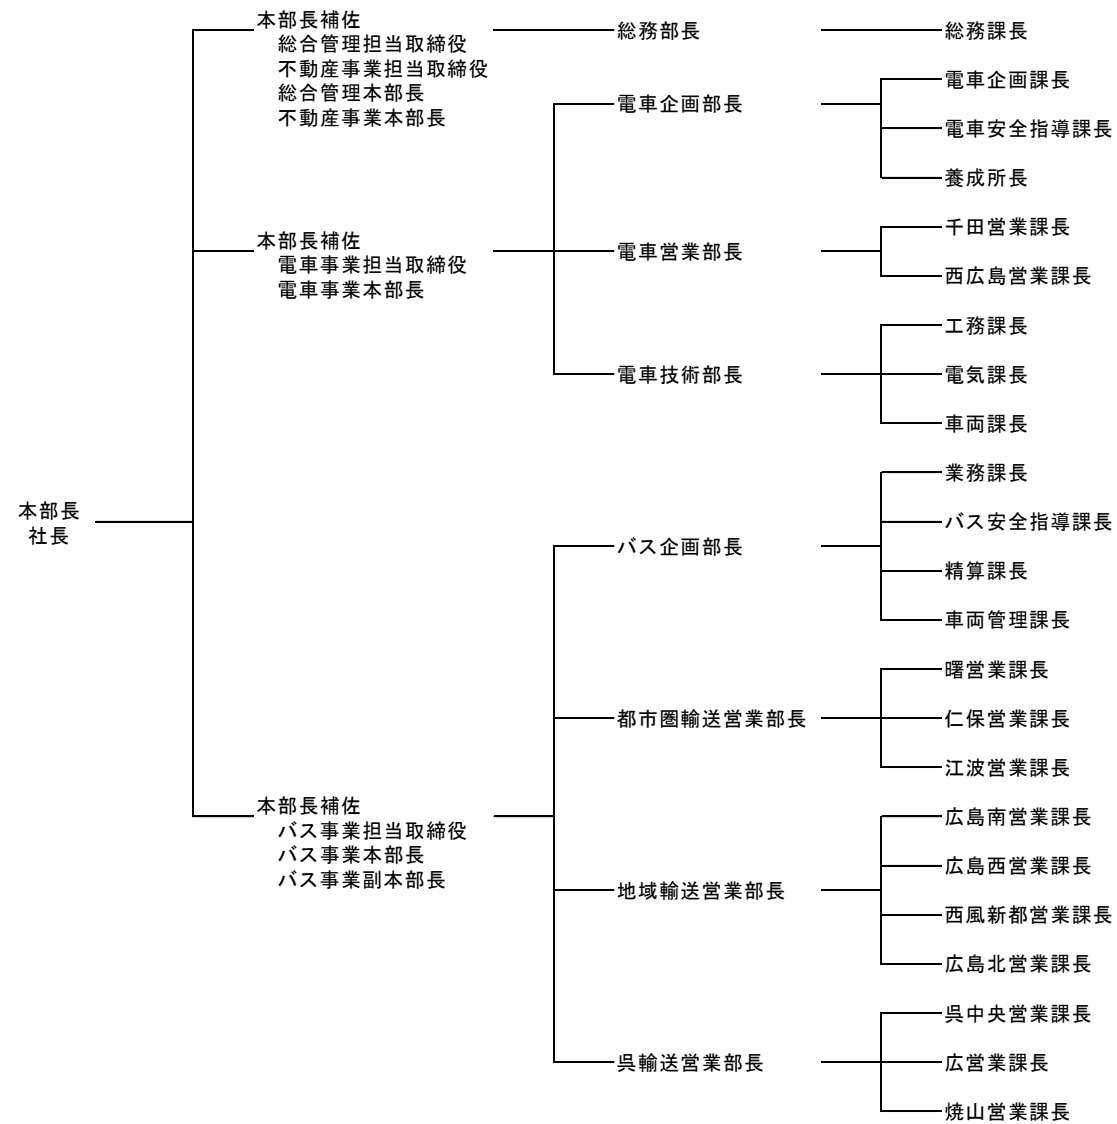 本部長
社長
本部長補佐
総合管理担当取締役
不動産事業担当取締役
総合管理本部長
不動産事業本部長
総務部長
総務課長
本部長補佐
電車事業担当取締役
電車事業本部長
電車企画部長
電車企画課長
電車安全指導課長
養成所長
電車営業部長
千田営業課長
西広島営業課長
電車技術部長
工務課長
電気課長
車両課長
本部長補佐
バス事業担当取締役
バス事業本部長
バス事業副本部長
バス企画部長
業務課長
バス安全指導課長
精算課長
車両管理課長
都市圏輸送営業部長
曙営業課長
仁保営業課長
江波営業課長
地域輸送営業部長
広島南営業課長
広島西営業課長
西風新都営業課長
広島北営業課長
呉輸送営業部長
呉中央営業課長
広営業課長
焼山営業課長